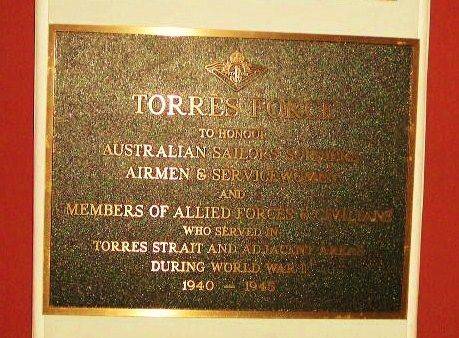 TORRES FORCE
TO HONOUR
AUSTRALIAN SAILORS SOLDIERS
AIRMEN & SERVICEWOMEN
AND
MEMBERS OF ALLIED FORCES & CIVILIANS
WHO SERVED IN
TORRES STRAIT AND ADJACENT AREAS
DURING WORLD WAR II
1940 - 1945